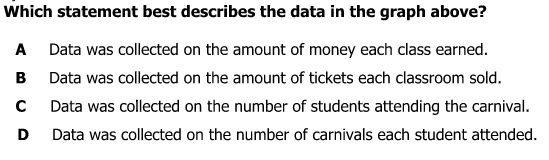 Which statement best describes the data in the graph above?
A Data was collected on the amount of money each class earned.
B Data was collected on the amount of tickets each classroom sold.
C Data was collected on the number of students attending the carnival.
D Data was collected on the number of carnivals each student attended.